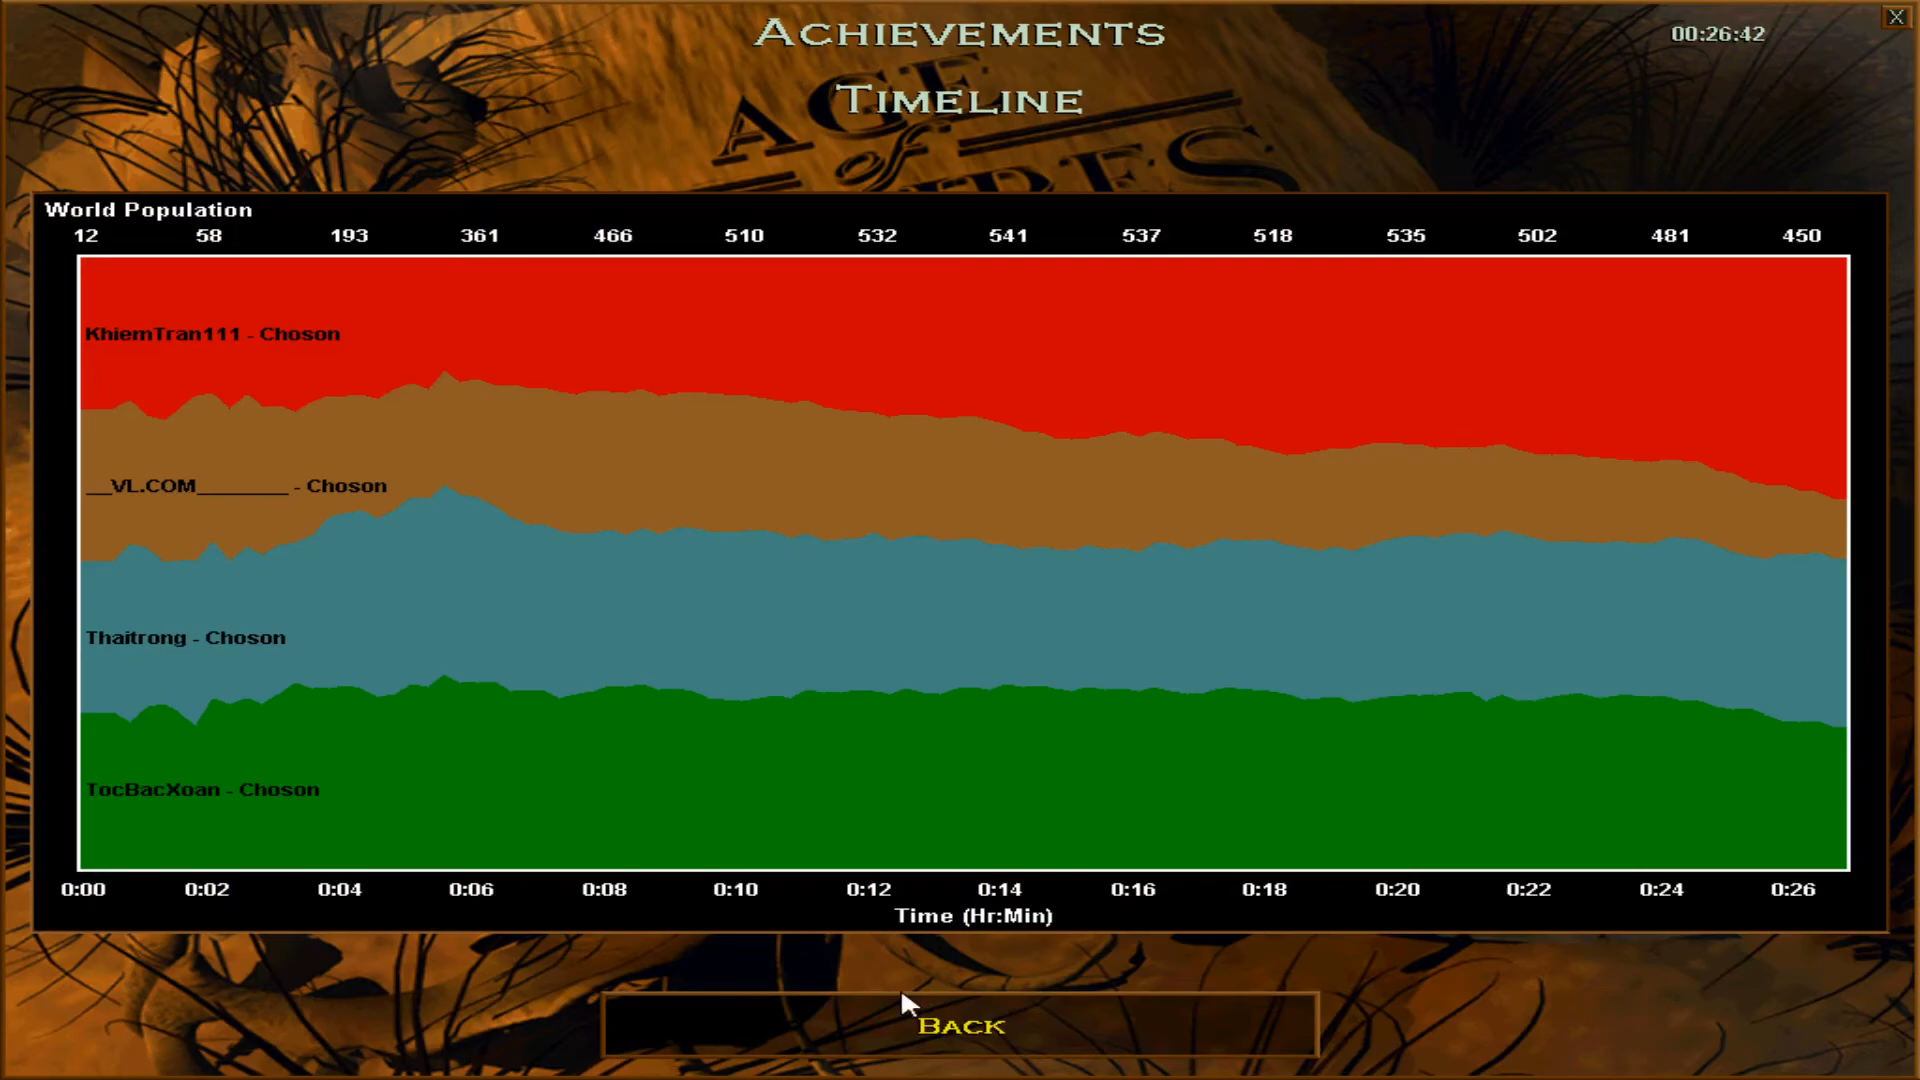 ACHIEVEMENTS
00:26:42
X
TIMELINE
AGE
of
World Population
12 58 193 361 466 510 532 541 537 518 535 502 481 450
KhiemTran111 - Choson
__VL.COM_______ - Choson
Thaitrong - Choson
TocBacXoan - Choson
0:00 0:02 0:04 0:06 0:08 0:10 0:12 0:14 0:16 0:18 0:20 0:22 0:24 0:26
Time (Hr:Min)
BACK